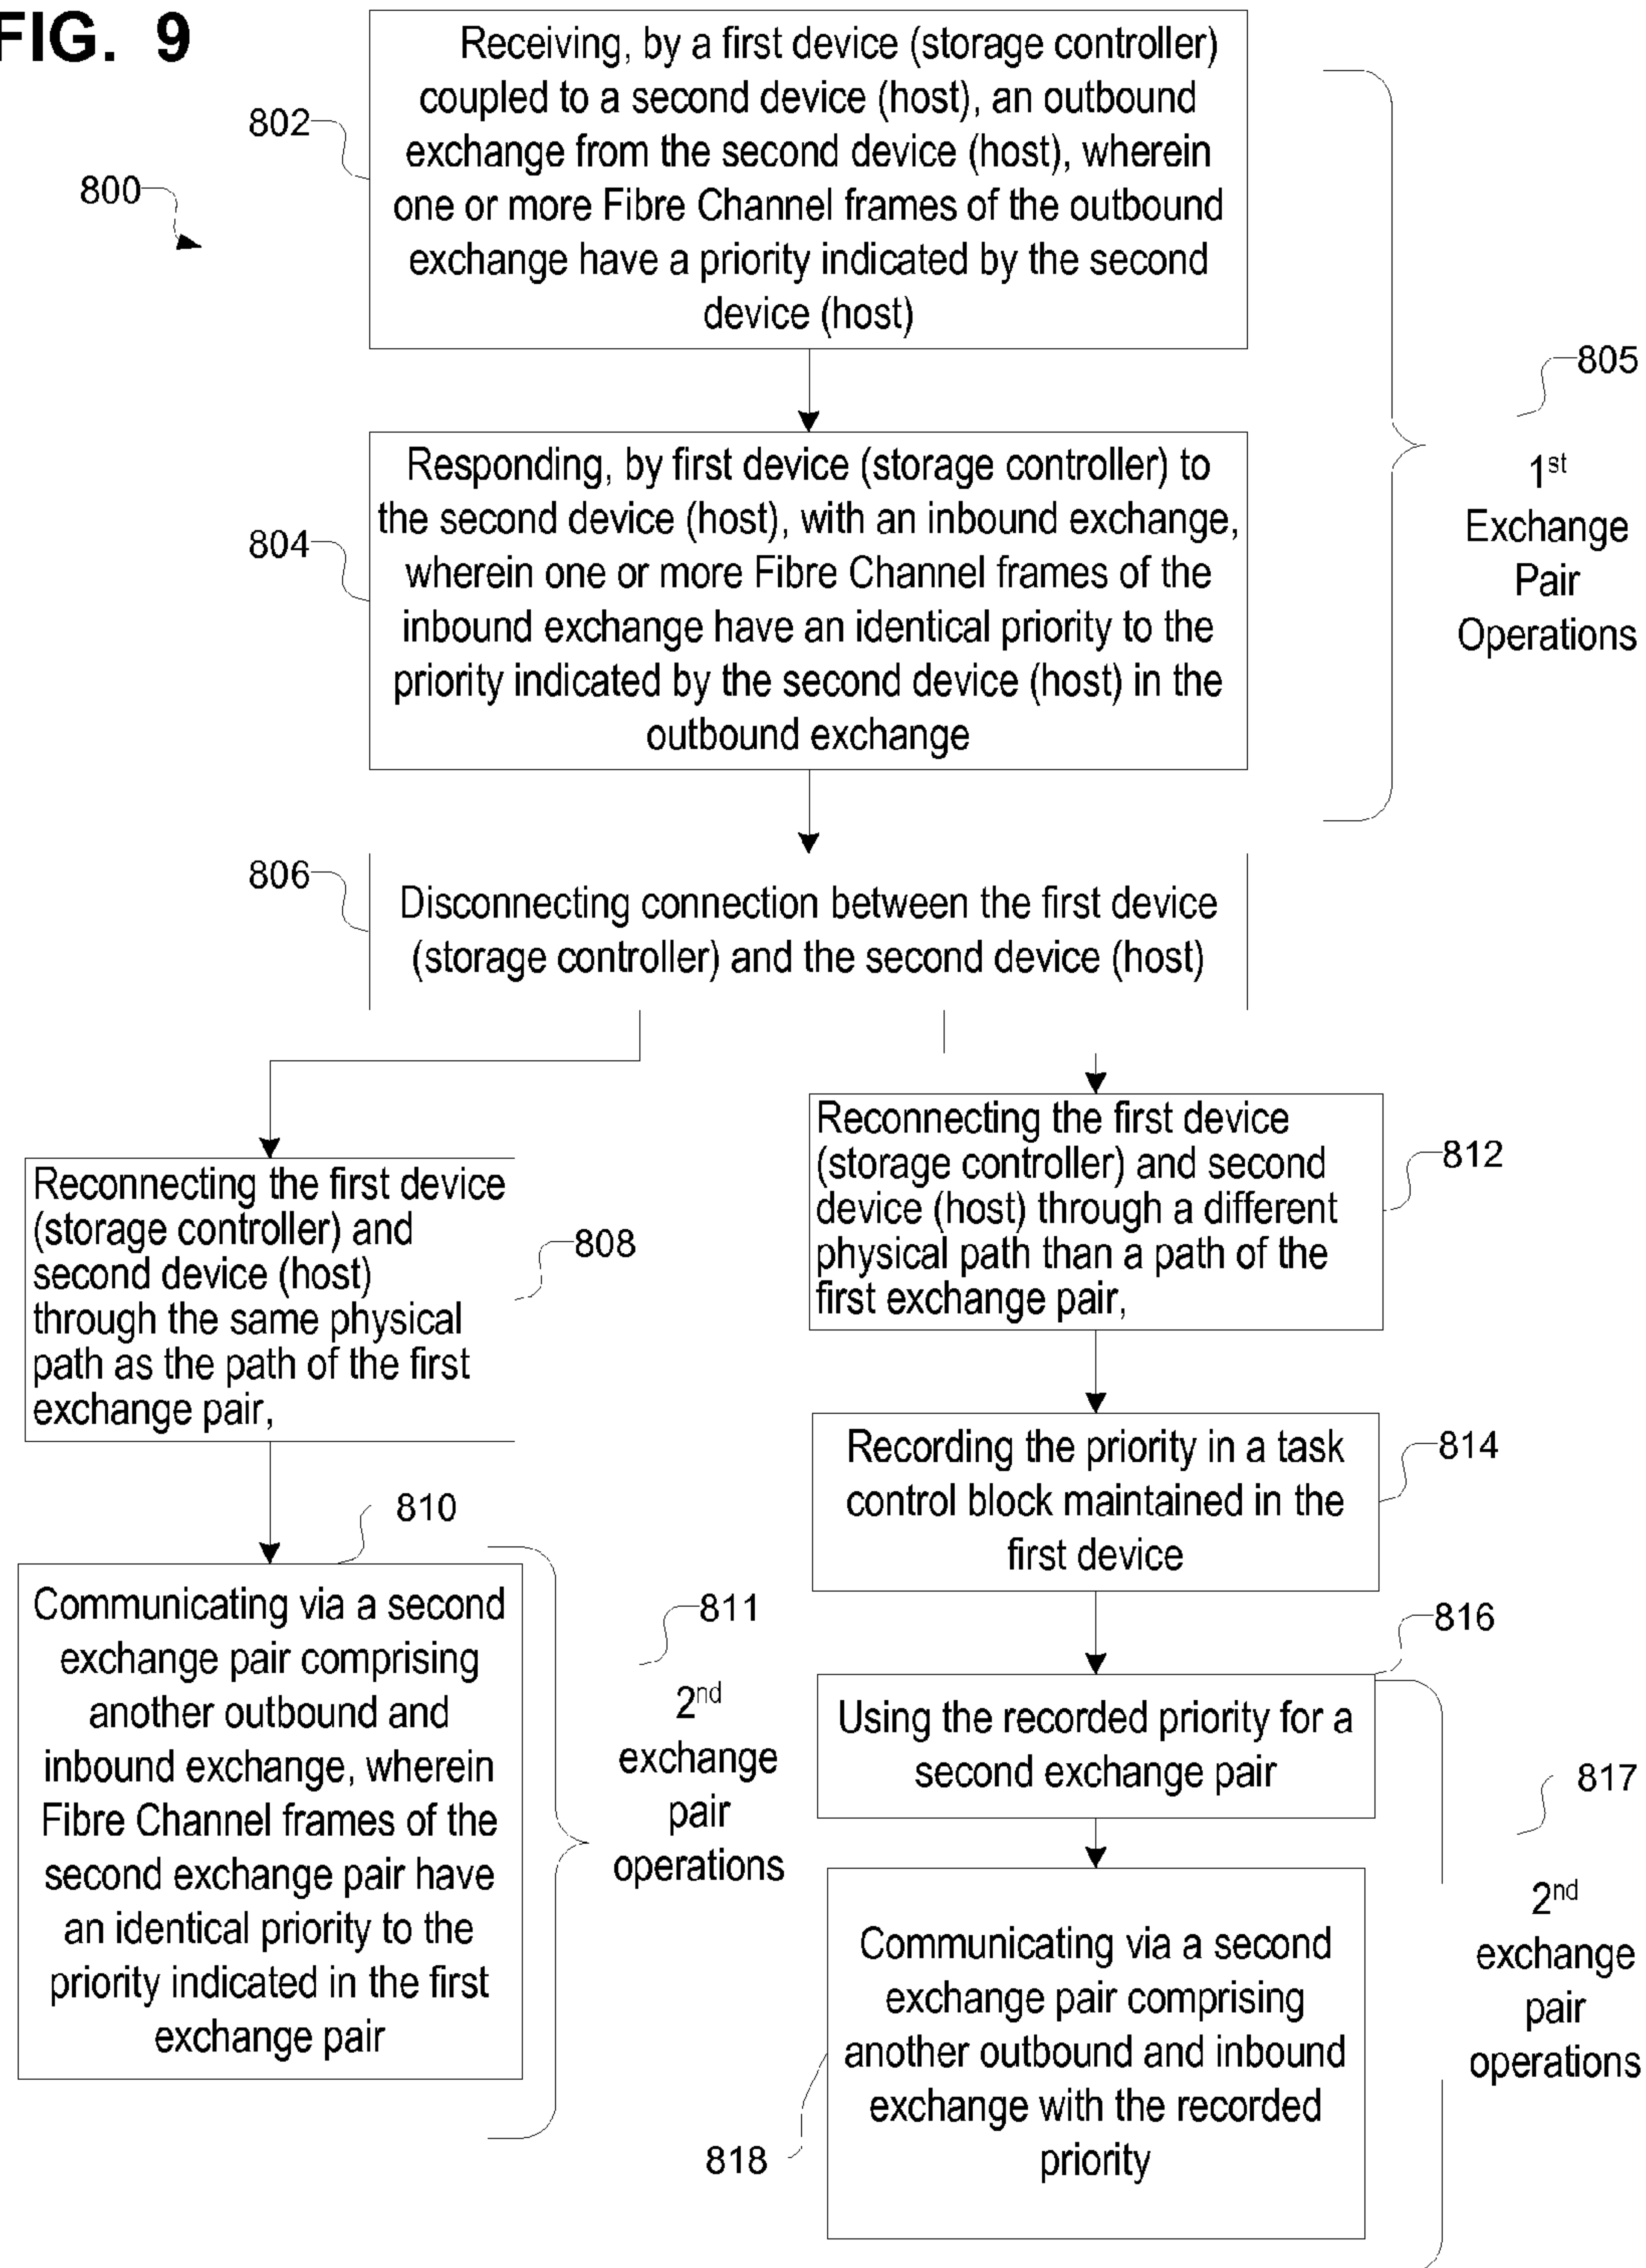 FIG. 9
800
802
Receiving, by a first device (storage controller)
coupled to a second device (host), an outbound
exchange from the second device (host), wherein
one or more Fibre Channel frames of the outbound
exchange have a priority indicated by the second
device (host)
804
Responding, by first device (storage controller) to
the second device (host), with an inbound exchange,
wherein one or more Fibre Channel frames of the
inbound exchange have an identical priority to the
priority indicated by the second device (host) in the
outbound exchange
805
1st
Exchange
Pair
Operations
806
Disconnecting connection between the first device
(storage controller) and the second device (host)
808
Reconnecting the first device
(storage controller) and
second device (host)
through the same physical
path as the path of the first
exchange pair,
810
Communicating via a second
exchange pair comprising
another outbound and
inbound exchange, wherein
Fibre Channel frames of the
second exchange pair have
an identical priority to the
priority indicated in the first
exchange pair
811
2nd
exchange
pair
operations
812
Reconnecting the first device
(storage controller) and second
device (host) through a different
physical path than a path of the
first exchange pair,
814
Recording the priority in a task
control block maintained in the
first device
816
Using the recorded priority for a
second exchange pair
817
2nd
exchange
pair
operations
818
Communicating via a second
exchange pair comprising
another outbound and inbound
exchange with the recorded
priority